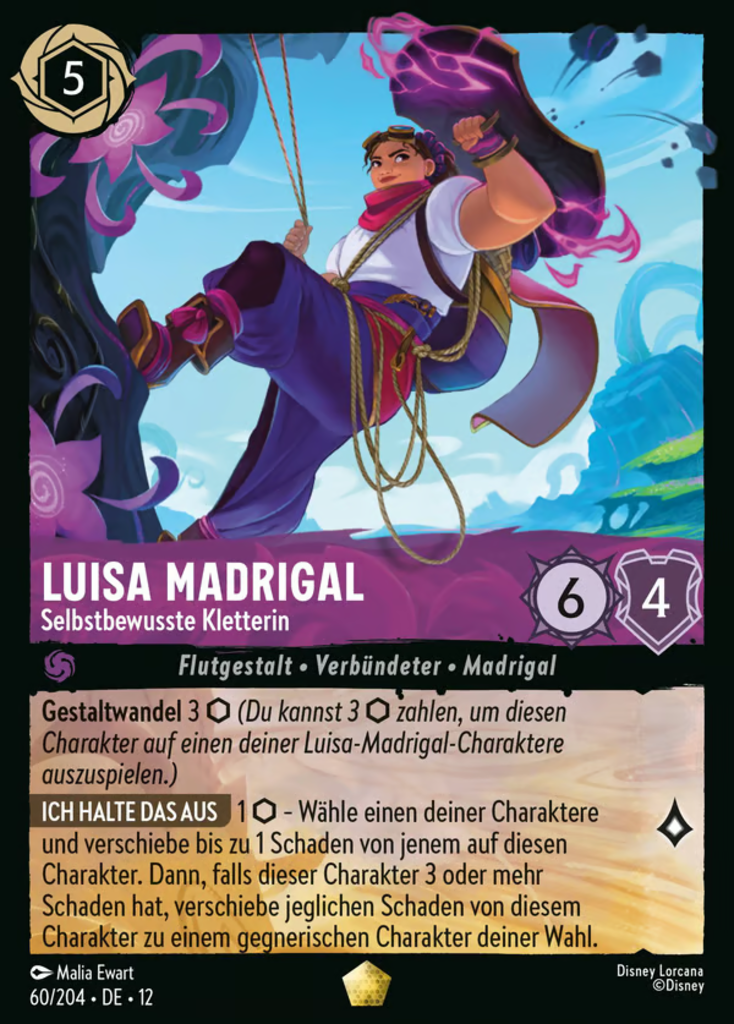 5
LUISA MADRIGAL
Selbstbewusste Kletterin
6
4
Flutgestalt • Verbündeter • Madrigal
Gestaltwandel 3 ⬡ (Du kannst 3 ⬡ zahlen, um diesen
Charakter auf einen deiner Luisa-Madrigal-Charaktere
auszuspielen.)
ICH HALTE DAS AUS 1 ⬡ – Wähle einen deiner Charaktere
und verschiebe bis zu 1 Schaden von jenem auf diesen
Charakter. Dann, falls dieser Charakter 3 oder mehr
Schaden hat, verschiebe jeglichen Schaden von diesem
Charakter zu einem gegnerischen Charakter deiner Wahl.
Malia Ewart
60/204 • DE • 12
Disney Lorcana
©Disney